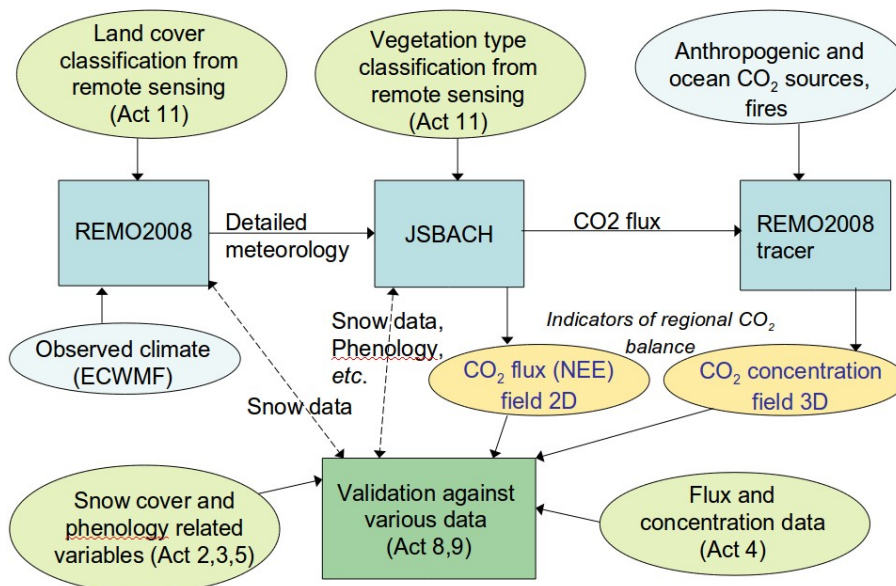 Land cover
classification from
remote sensing
(Act 11)
Vegetation type
classification from
remote sensing
(Act 11)
Anthropogenic and
ocean CO₂ sources,
fires
REMO2008
Detailed
meteorology
JSBACH
CO2 flux
REMO2008
tracer
Observed climate
(ECWMF)
Snow data
Snow data,
Phenology,
etc.
Indicators of regional CO₂
balance
CO₂ flux (NEE)
field 2D
CO₂ concentration
field 3D
Snow cover and
phenology related
variables (Act 2,3,5)
Validation against
various data
(Act 8,9)
Flux and
concentration data
(Act 4)